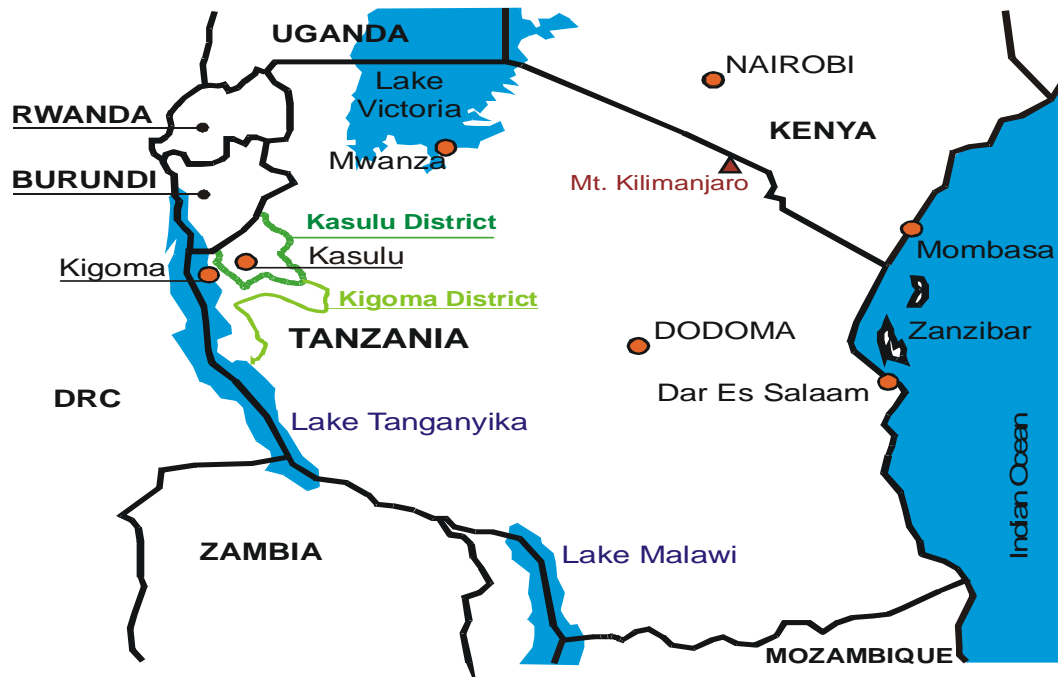 UGANDA
NAIROBI
Lake
Victoria
RWANDA
KENYA
Mwanza
BURUNDI
Mt. Kilimanjaro
Kasulu District
Mombasa
Kasulu
Kigoma
Kigoma District
TANZANIA
DODOMA
Zanzibar
Dar Es Salaam
DRC
Lake Tanganyika
Indian Ocean
ZAMBIA
Lake Malawi
MOZAMBIQUE